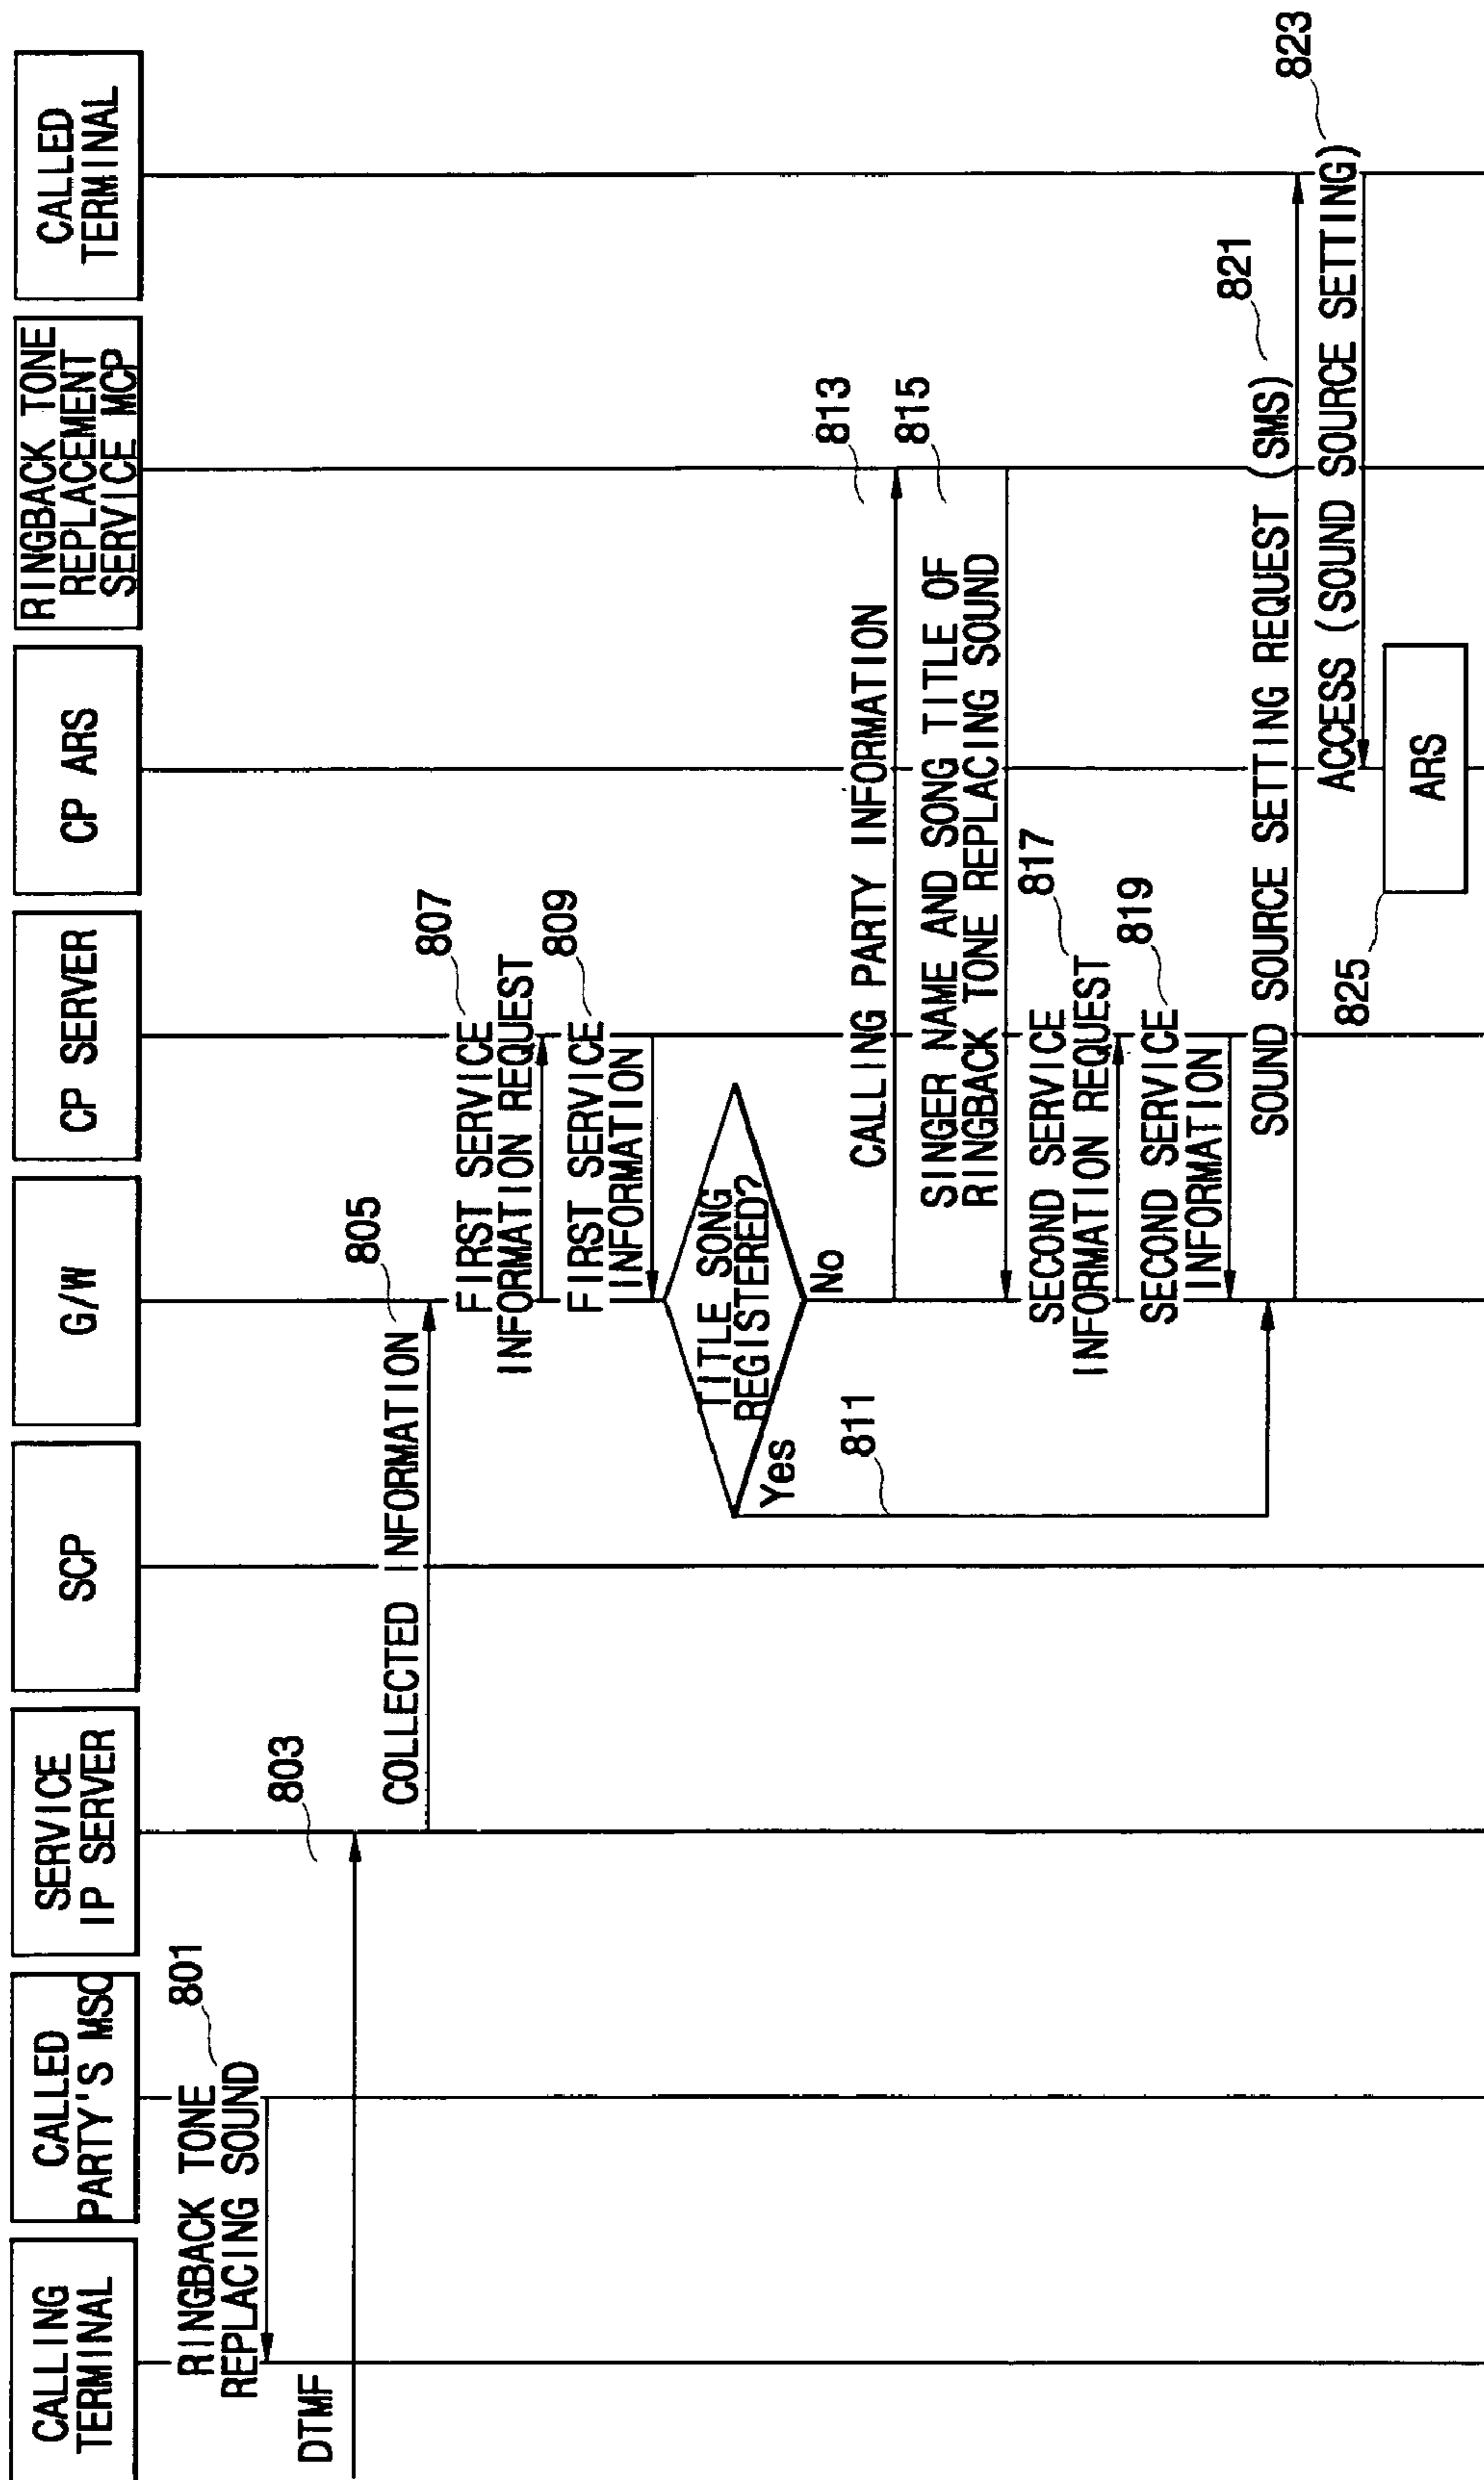 CALLING
TERMINAL
CALLED
PARTY'S MSC
SERVICE
IP SERVER
SCP
G/W
CP SERVER
CP ARS
RINGBACK TONE
REPLACEMENT
SERVICE MCP
CALLED
TERMINAL
RINGBACK TONE
REPLACING SOUND
801
DTMF
803
COLLECTED INFORMATION
805
FIRST SERVICE
INFORMATION REQUEST
807
FIRST SERVICE
INFORMATION
809
TITLE SONG
REGISTERED?
Yes
No
811
CALLING PARTY INFORMATION
813
SINGER NAME AND SONG TITLE OF
RINGBACK TONE REPLACING SOUND
815
SECOND SERVICE
INFORMATION REQUEST
817
SECOND SERVICE
INFORMATION
819
SOUND SOURCE SETTING REQUEST (SMS)
821
ACCESS (SOUND SOURCE SETTING)
823
ARS
825